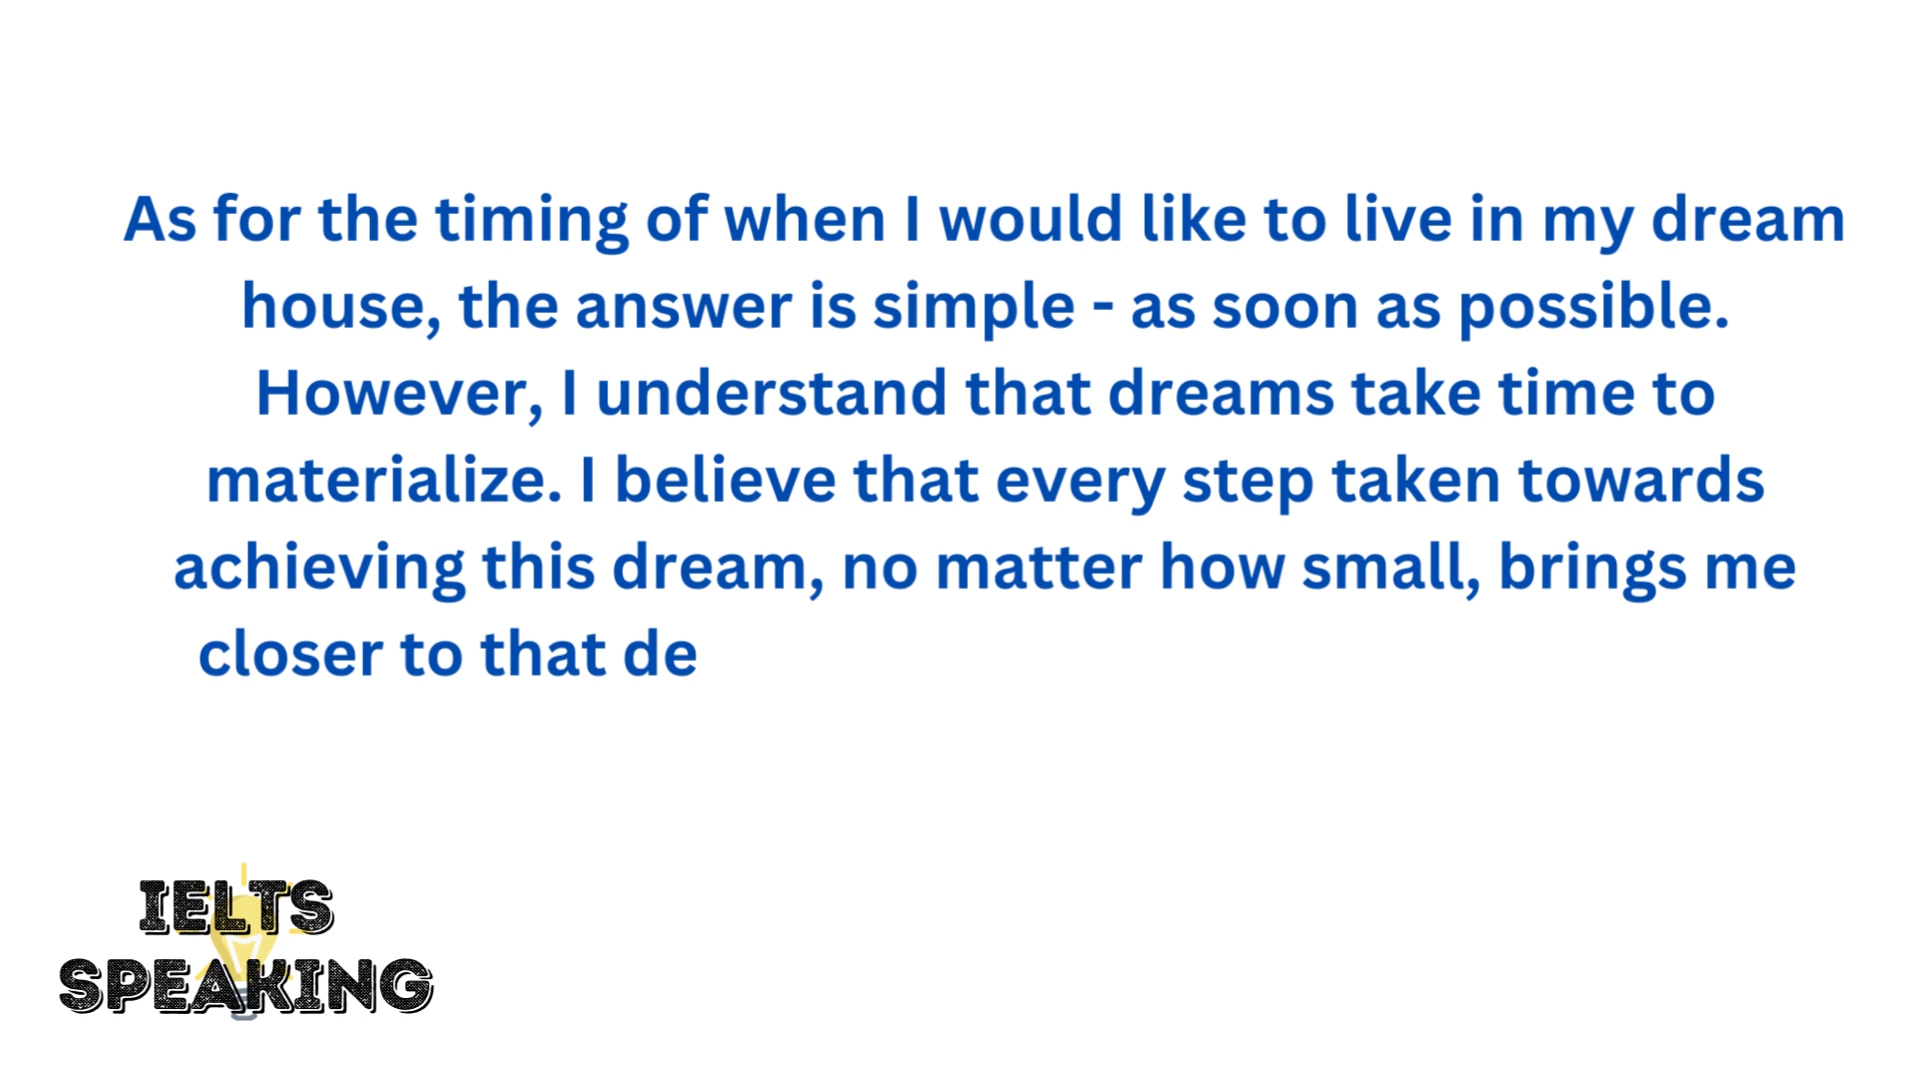 As for the timing of when I would like to live in my dream
house, the answer is simple - as soon as possible.
However, I understand that dreams take time to
materialize. I believe that every step taken towards
achieving this dream, no matter how small, brings me
closer to that de
IELTS
SPEAKING